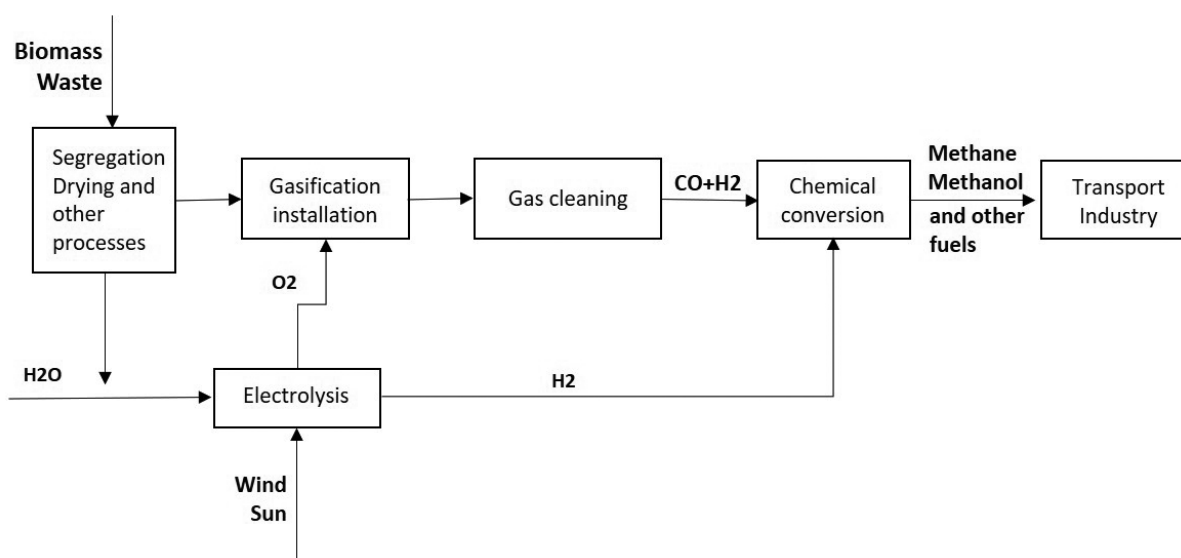 Biomass
Waste
Segregation
Drying and
other
processes
Gasification
installation
Gas cleaning
CO+H2
Chemical
conversion
Methane
Methanol
and other
fuels
Transport
Industry
O2
H2O
Electrolysis
H2
Wind
Sun